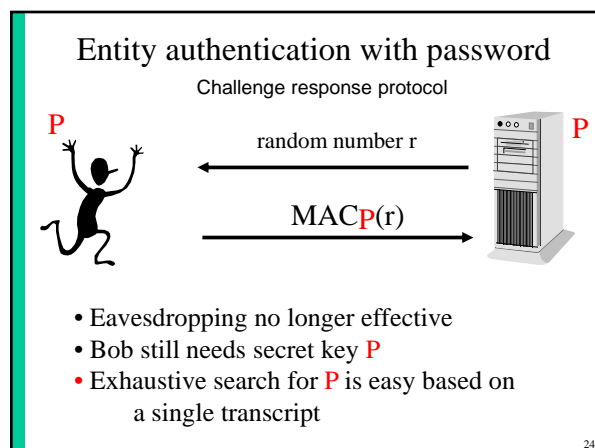 Entity authentication with password
Challenge response protocol
P
P
random number r
MACP(r)
• Eavesdropping no longer effective
• Bob still needs secret key P
• Exhaustive search for P is easy based on
a single transcript
24